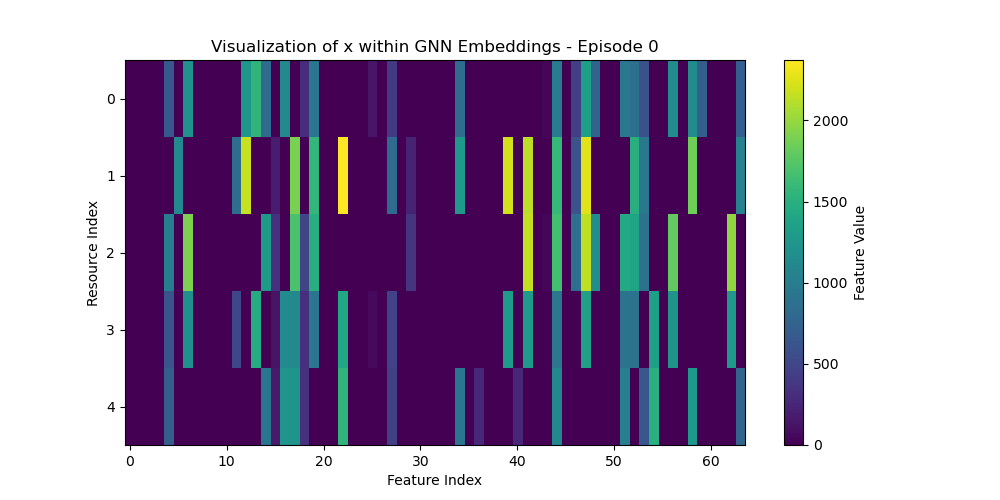 Visualization of x within GNN Embeddings - Episode 0
Resource Index
0
1
2
3
4
0 10 20 30 40 50 60
Feature Index
2000
1500
1000
500
0
Feature Value